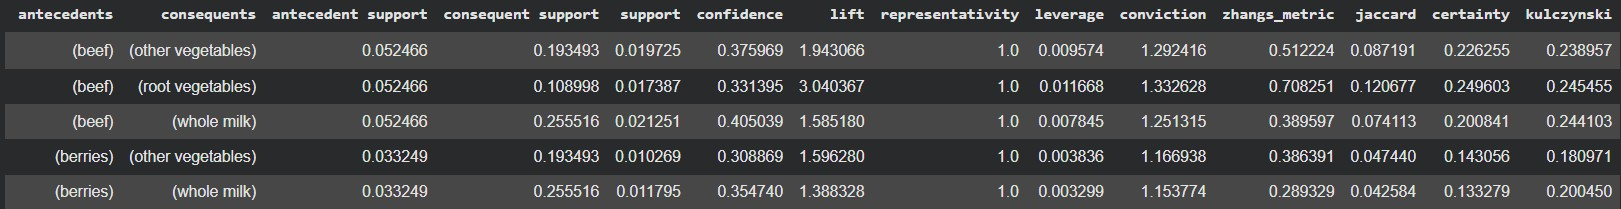 antecedents consequents antecedent support consequent support support confidence lift representativity leverage conviction zhangs_metric jaccard certainty kulczynski
(beef) (other vegetables) 0.052466 0.193493 0.019725 0.375969 1.943066 1.0 0.009574 1.292416 0.512224 0.087191 0.226255 0.238957
(beef) (root vegetables) 0.052466 0.108998 0.017387 0.331395 3.040367 1.0 0.011668 1.332628 0.708251 0.120677 0.249603 0.245455
(beef) (whole milk) 0.052466 0.255516 0.021251 0.405039 1.585180 1.0 0.007845 1.251315 0.389597 0.074113 0.200841 0.244103
(berries) (other vegetables) 0.033249 0.193493 0.010269 0.308869 1.596280 1.0 0.003836 1.166938 0.386391 0.047440 0.143056 0.180971
(berries) (whole milk) 0.033249 0.255516 0.011795 0.354740 1.388328 1.0 0.003299 1.153774 0.289329 0.042584 0.133279 0.200450